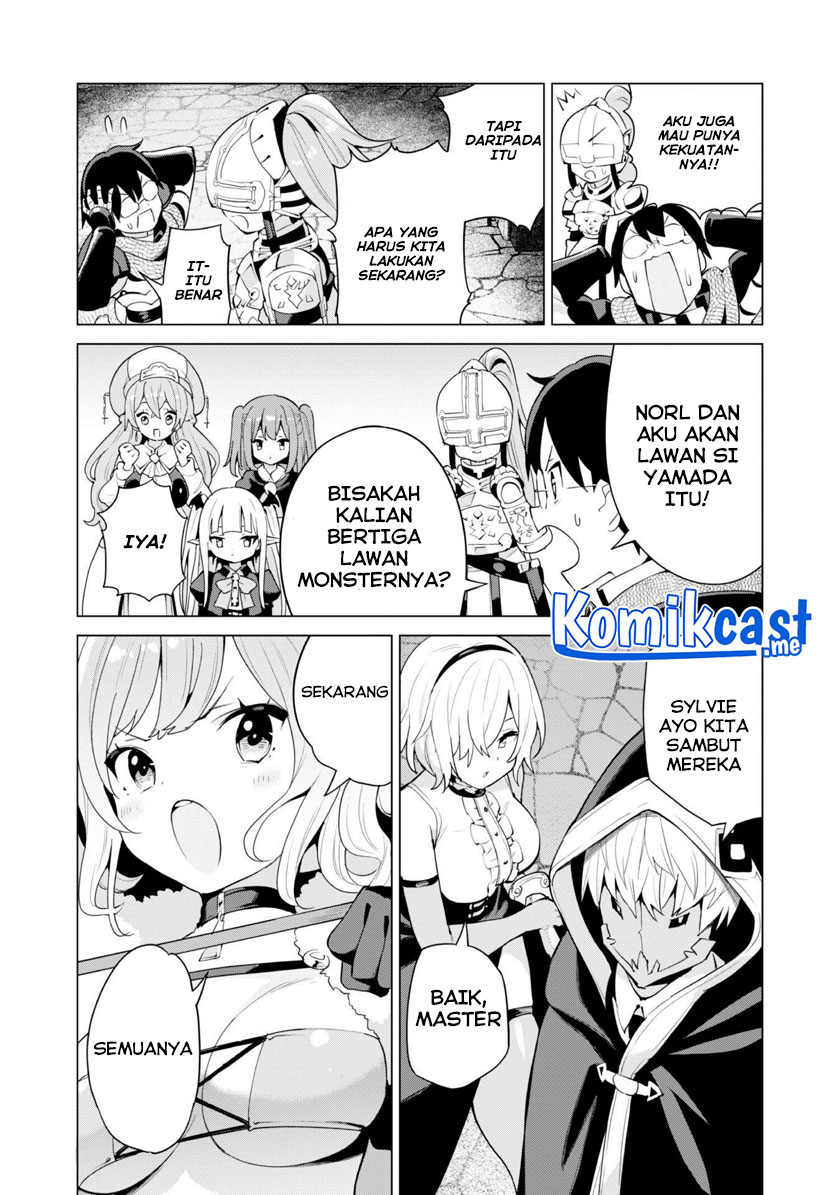 AKU JUGA
MAU PUNYA
KEKUATAN-
NYA!!
TAPI
DARIPADA
ITU
APA YANG
HARUS KITA
LAKUKAN
SEKARANG?
IT-
ITU
BENAR
NORL DAN
AKU AKAN
LAWAN SI
YAMADA
ITU!
BISAKAH
KALIAN
BERTIGA
LAWAN
MONSTERNYA?
IYA!
Komikcast
.me
SYLVIE
AYO KITA
SAMBUT
MEREKA
BAIK,
MASTER
SEKARANG
SEMUANYA